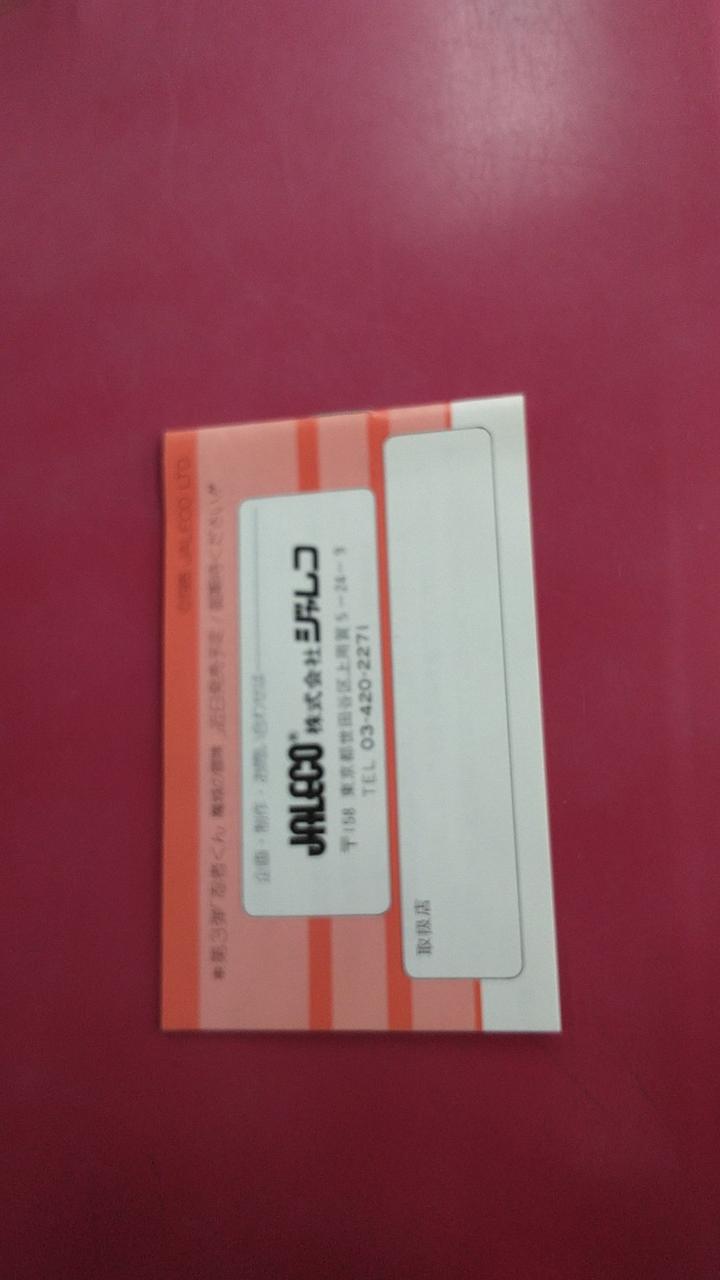 JALECO LTD.
*第3弾「忍者くん 魔城の冒険」近日発売予定!御期待ください!!
企画・制作・お問い合わせは
JALECO® 株式会社ジャレコ
〒158 東京都世田谷区上用賀5-24-9
TEL 03-420-2271
取扱店